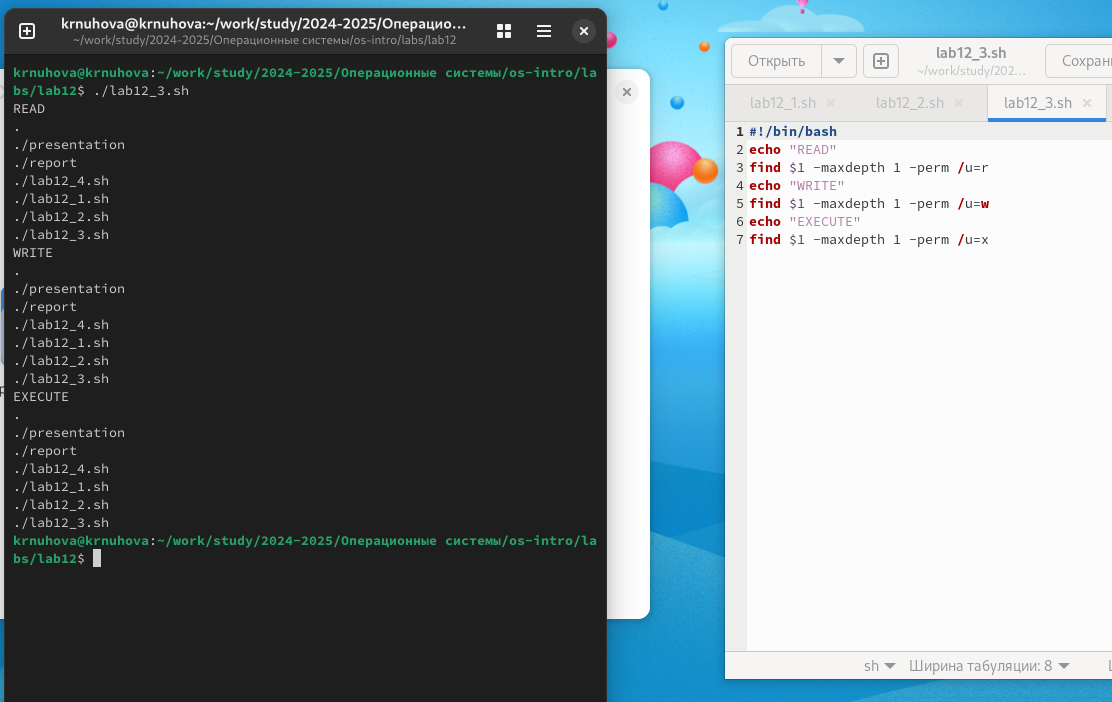 krnuhova@krnuhova:~/work/study/2024-2025/Операцио...
~/work/study/2024-2025/Операционные системы/os-intro/labs/lab12
krnuhova@krnuhova:~/work/study/2024-2025/Операционные системы/os-intro/la
bs/lab12$ ./lab12_3.sh
READ
.
./presentation
./report
./lab12_4.sh
./lab12_1.sh
./lab12_2.sh
./lab12_3.sh
WRITE
.
./presentation
./report
./lab12_4.sh
./lab12_1.sh
./lab12_2.sh
./lab12_3.sh
EXECUTE
.
./presentation
./report
./lab12_4.sh
./lab12_1.sh
./lab12_2.sh
./lab12_3.sh
krnuhova@krnuhova:~/work/study/2024-2025/Операционные системы/os-intro/la
bs/lab12$
Открыть
lab12_3.sh
~/work/study/202...
lab12_1.sh
lab12_2.sh
lab12_3.sh
1 #!/bin/bash
2 echo "READ"
3 find $1 -maxdepth 1 -perm /u=r
4 echo "WRITE"
5 find $1 -maxdepth 1 -perm /u=w
6 echo "EXECUTE"
7 find $1 -maxdepth 1 -perm /u=x
sh
Ширина табуляции: 8